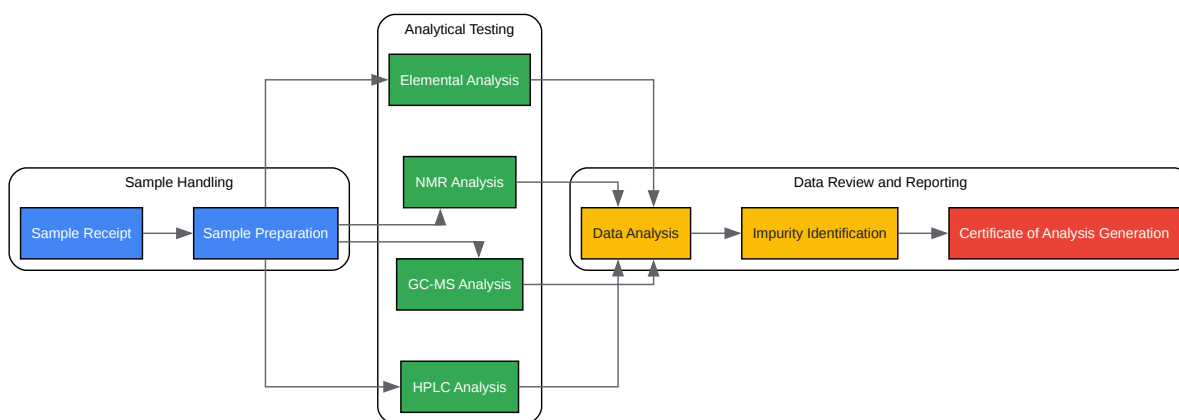 Analytical Testing
Elemental Analysis
NMR Analysis
GC-MS Analysis
HPLC Analysis
Sample Handling
Sample Receipt
Sample Preparation
Data Review and Reporting
Data Analysis
Impurity Identification
Certificate of Analysis Generation